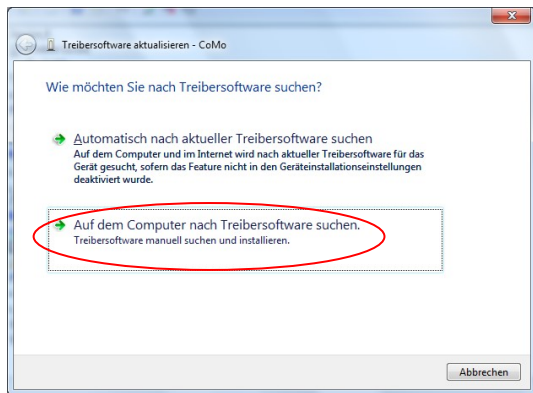 Treibersoftware aktualisieren - CoMo
Wie möchten Sie nach Treibersoftware suchen?
Automatisch nach aktueller Treibersoftware suchen
Auf dem Computer und im Internet wird nach aktueller Treibersoftware für das
Gerät gesucht, sofern das Feature nicht in den Geräteinstallationseinstellungen
deaktiviert wurde.
Auf dem Computer nach Treibersoftware suchen.
Treibersoftware manuell suchen und installieren.
Abbrechen